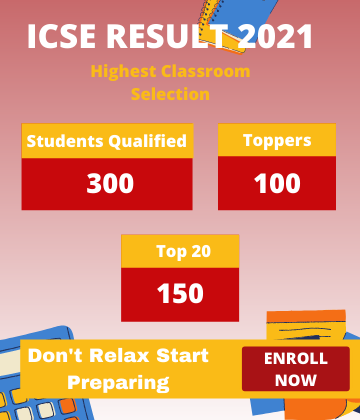 ICSE RESULT 2021
Highest Classroom
Selection
Students Qualified
300
Toppers
100
Top 20
150
Don't Relax Start
Preparing
ENROLL
NOW